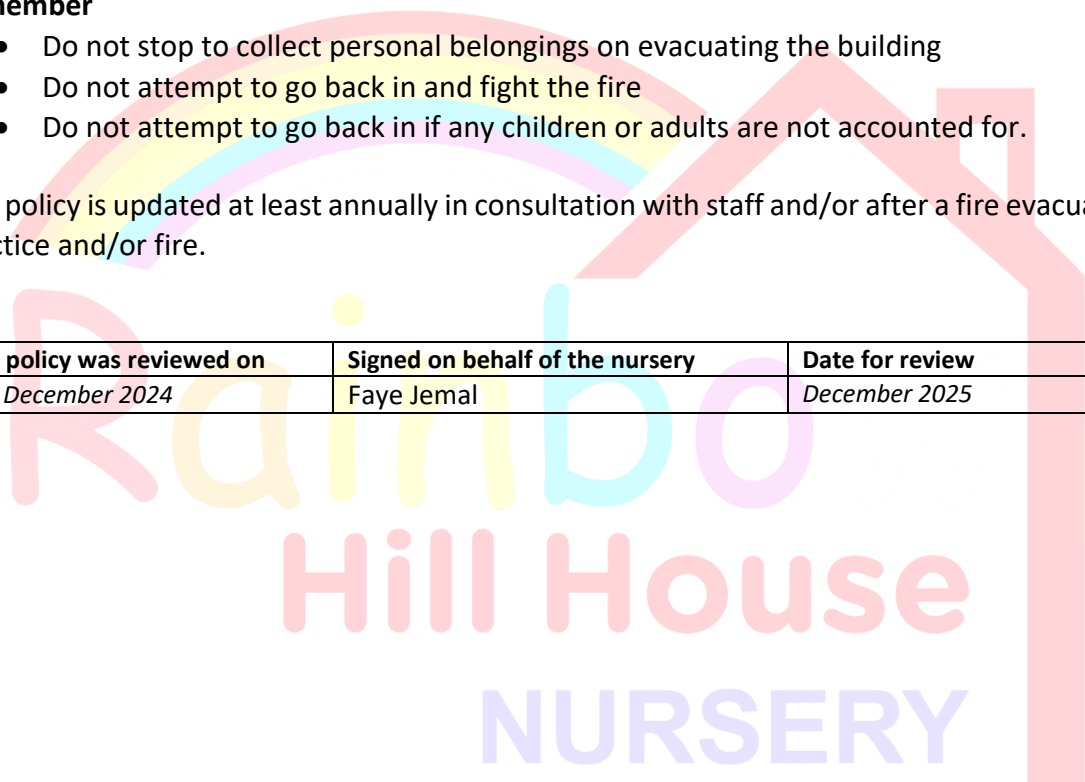 member
• Do not stop to collect personal belongings on evacuating the building
• Do not attempt to go back in and fight the fire
• Do not attempt to go back in if any children or adults are not accounted for.
policy is updated at least annually in consultation with staff and/or after a fire evacua
ctice and/or fire.
policy was reviewed on Signed on behalf of the nursery Date for review
December 2024 Faye Jemal December 2025
Rainbo
Hill House
NURSERY